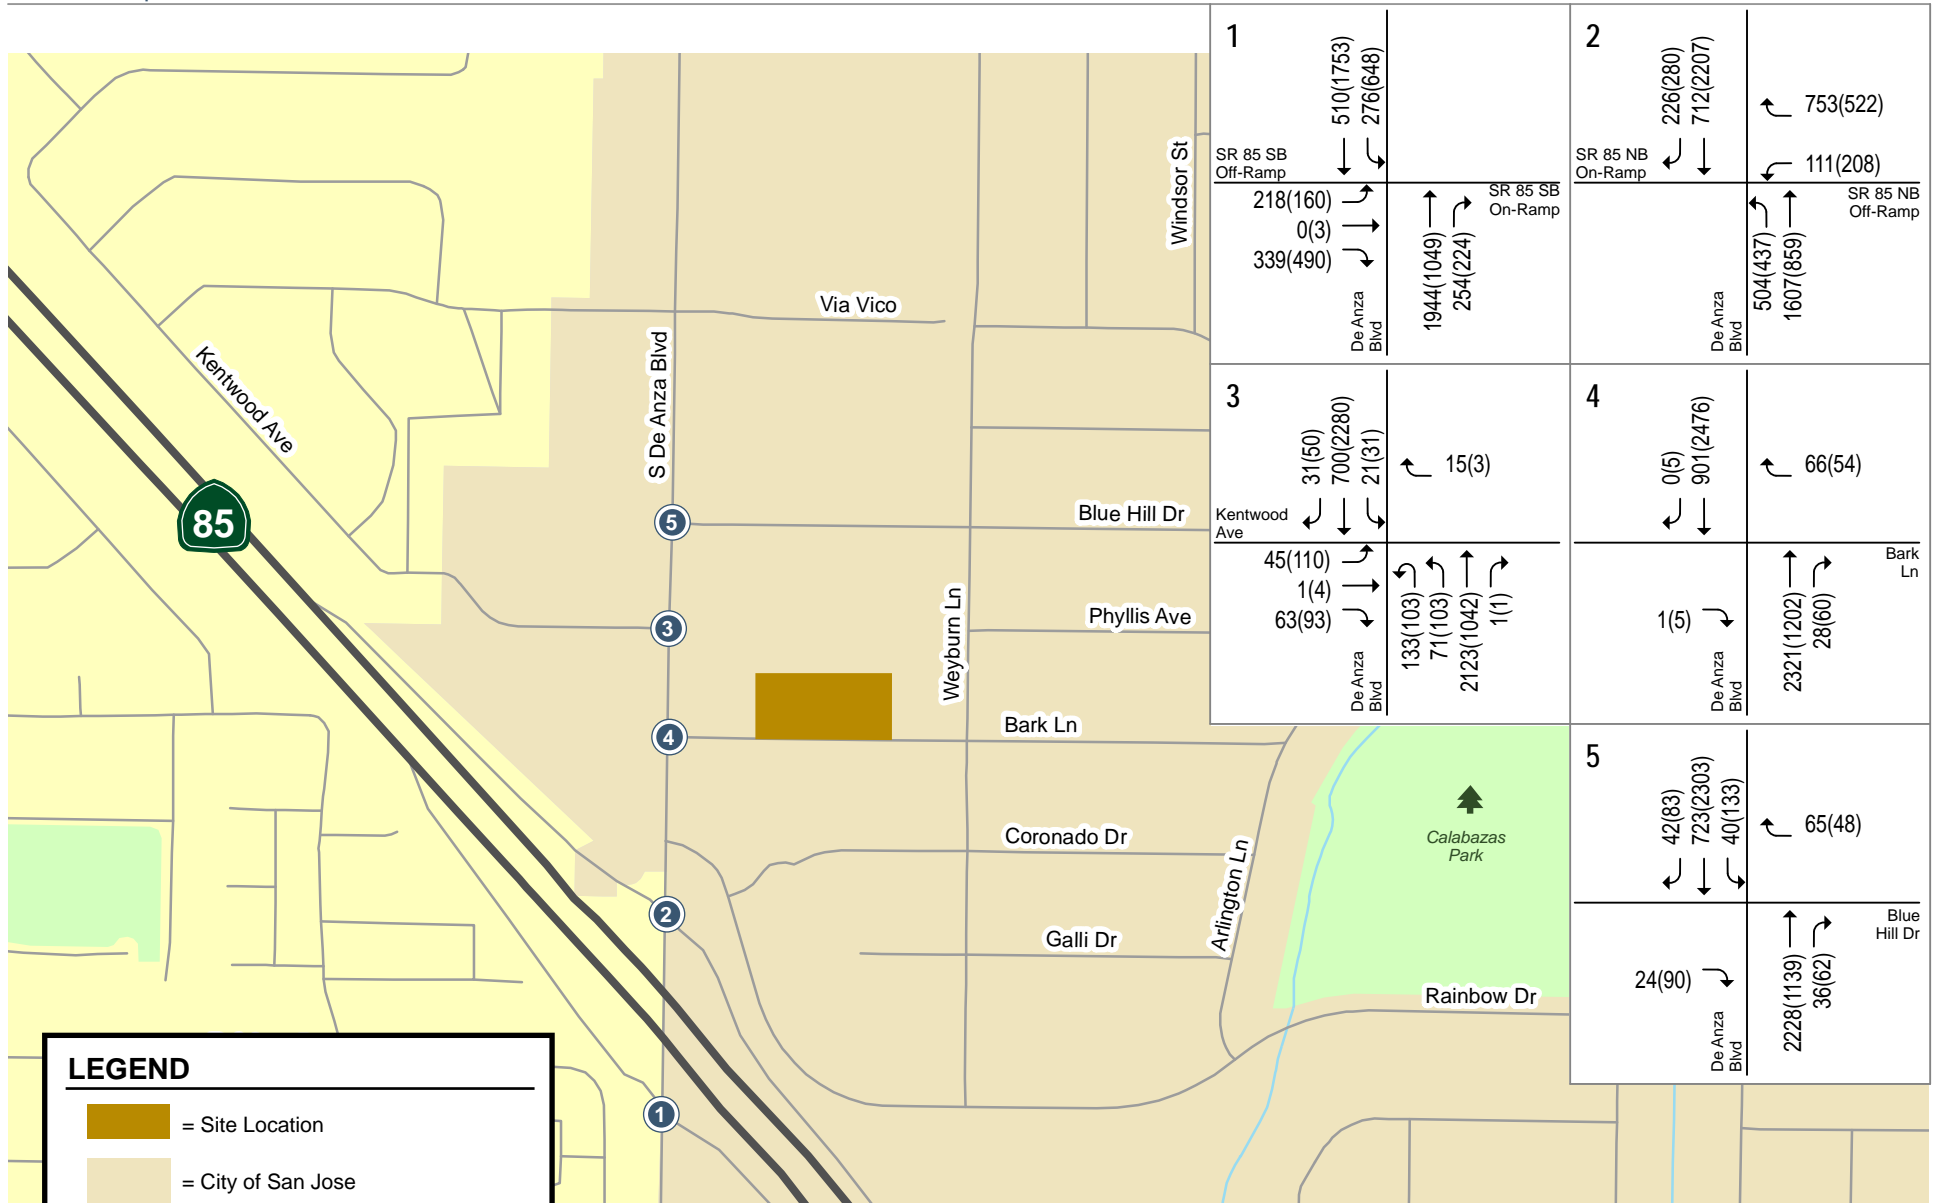 Kentwood Ave
85
Via Vico
S De Anza Blvd
Windsor St
Weyburn Ln
Blue Hill Dr
Phyllis Ave
Bark Ln
Coronado Dr
Galli Dr
Arlington Ln
Rainbow Dr
Calabazas
Park
5
3
4
2
1
LEGEND
= Site Location
= City of San Jose
1
510(1753)
276(648)
SR 85 SB
Off-Ramp
218(160)
0(3)
339(490)
SR 85 SB
On-Ramp
1944(1049)
254(224)
De Anza
Blvd
2
226(280)
712(2207)
753(522)
111(208)
SR 85 NB
On-Ramp
SR 85 NB
Off-Ramp
504(437)
1607(859)
De Anza
Blvd
3
31(50)
700(2280)
21(31)
15(3)
Kentwood
Ave
45(110)
1(4)
63(93)
133(103)
71(103)
2123(1042)
1(1)
De Anza
Blvd
4
0(5)
901(2476)
66(54)
Bark
Ln
1(5)
2321(1202)
28(60)
De Anza
Blvd
5
42(83)
723(2303)
40(133)
65(48)
Blue
Hill Dr
24(90)
2228(1139)
36(62)
De Anza
Blvd